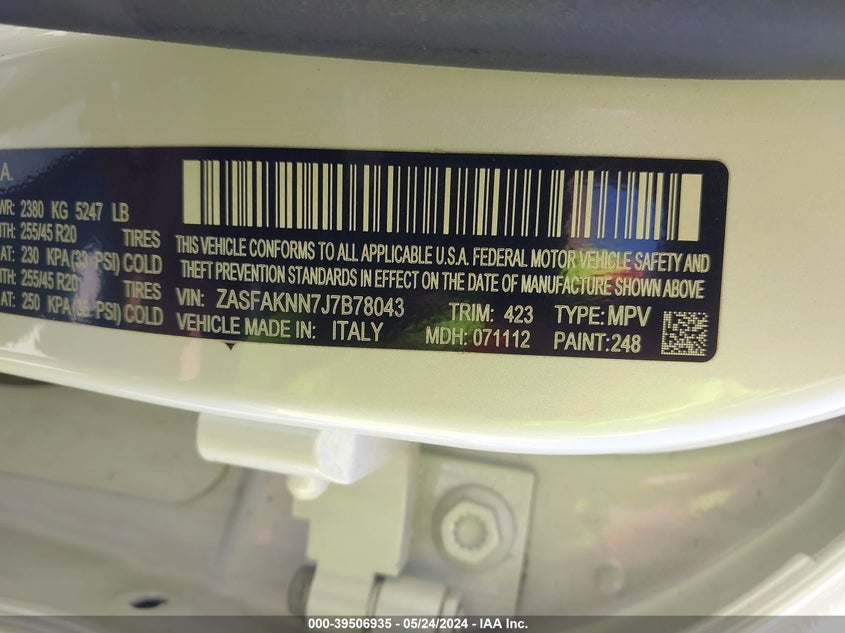 A.
WR: 2380 KG 5247 LB
TH: 255/45 R20 TIRES
AT: 230 KPA(33 PSI) COLD
TH: 255/45 R20 TIRES
AT: 250 KPA(36 PSI) COLD
THIS VEHICLE CONFORMS TO ALL APPLICABLE U.S.A. FEDERAL MOTOR VEHICLE SAFETY AND
THEFT PREVENTION STANDARDS IN EFFECT ON THE DATE OF MANUFACTURE SHOWN ABOVE
VIN: ZASFAKNN7J7B78043 TRIM: 423 TYPE: MPV
VEHICLE MADE IN: ITALY MDH: 071112 PAINT: 248
000-39506935 - 05/24/2024 - IAA Inc.